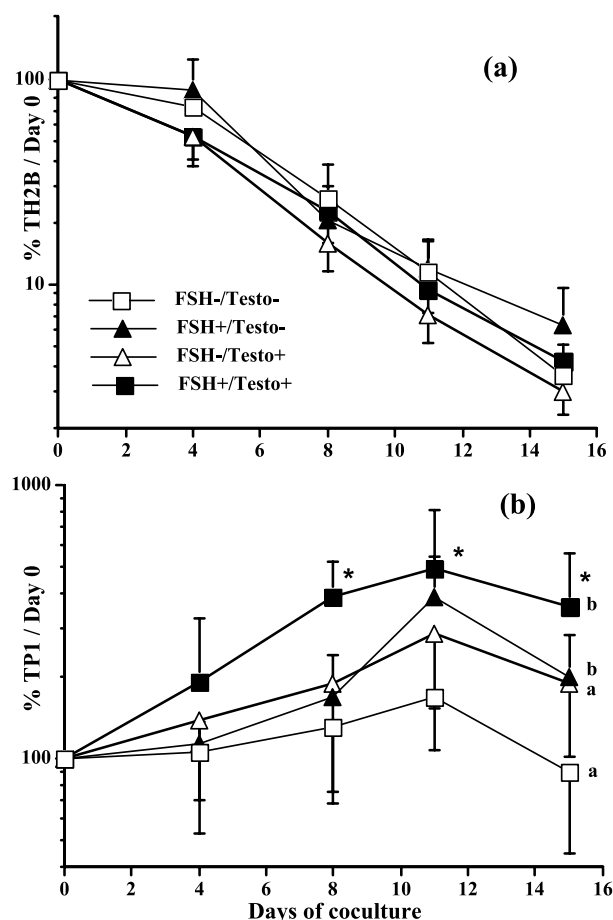 (a)
100
10
% TH2B / Day 0
FSH-/Testo-
FSH+/Testo-
FSH-/Testo+
FSH+/Testo+
0 2 4 6 8 10 12 14 16
(b)
1000
100
% TP1 / Day 0
*
*
*
b
b
a
a
0 2 4 6 8 10 12 14 16
Days of coculture